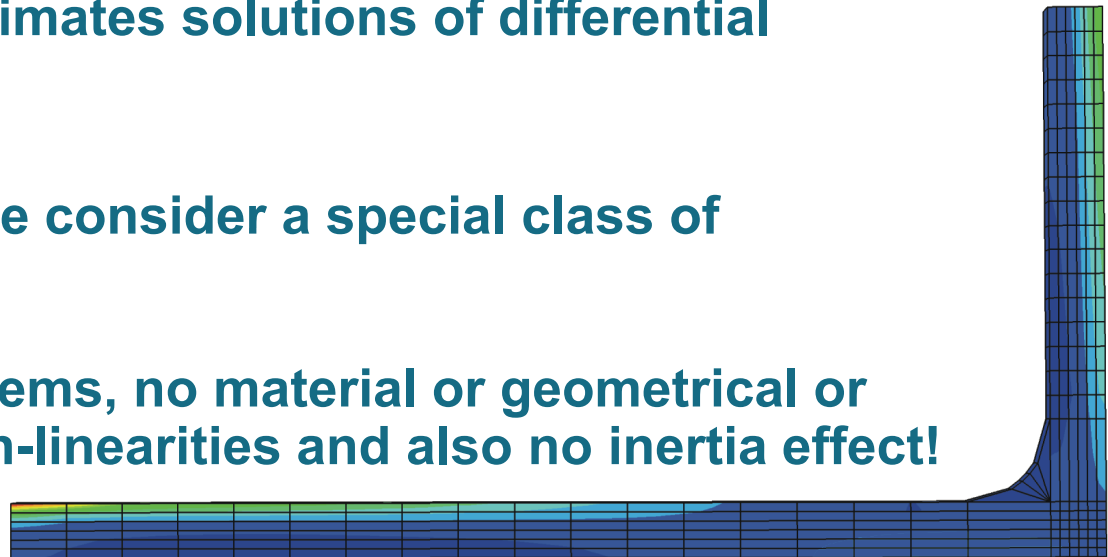 imates solutions of differential
e consider a special class of
ems, no material or geometrical or
n-linearities and also no inertia effect!